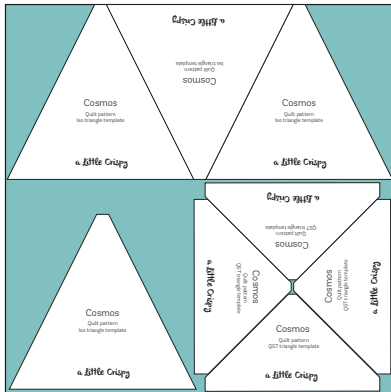 Cosmos
Quilt pattern
Iso triangle template
a Little Crispy
a Little Crispy
Quilt pattern
Iso triangle template
Cosmos
Cosmos
Quilt pattern
Iso triangle template
a Little Crispy
Cosmos
Quilt pattern
Iso triangle template
a Little Crispy
a Little Crispy
QST triangle template
Quilt pattern
Cosmos
Cosmos
Quilt pattern
QST triangle template
a Little Crispy
Cosmos
Quilt pattern
QST triangle template
a Little Crispy
Cosmos
Quilt pattern
QST triangle template
a Little Crispy